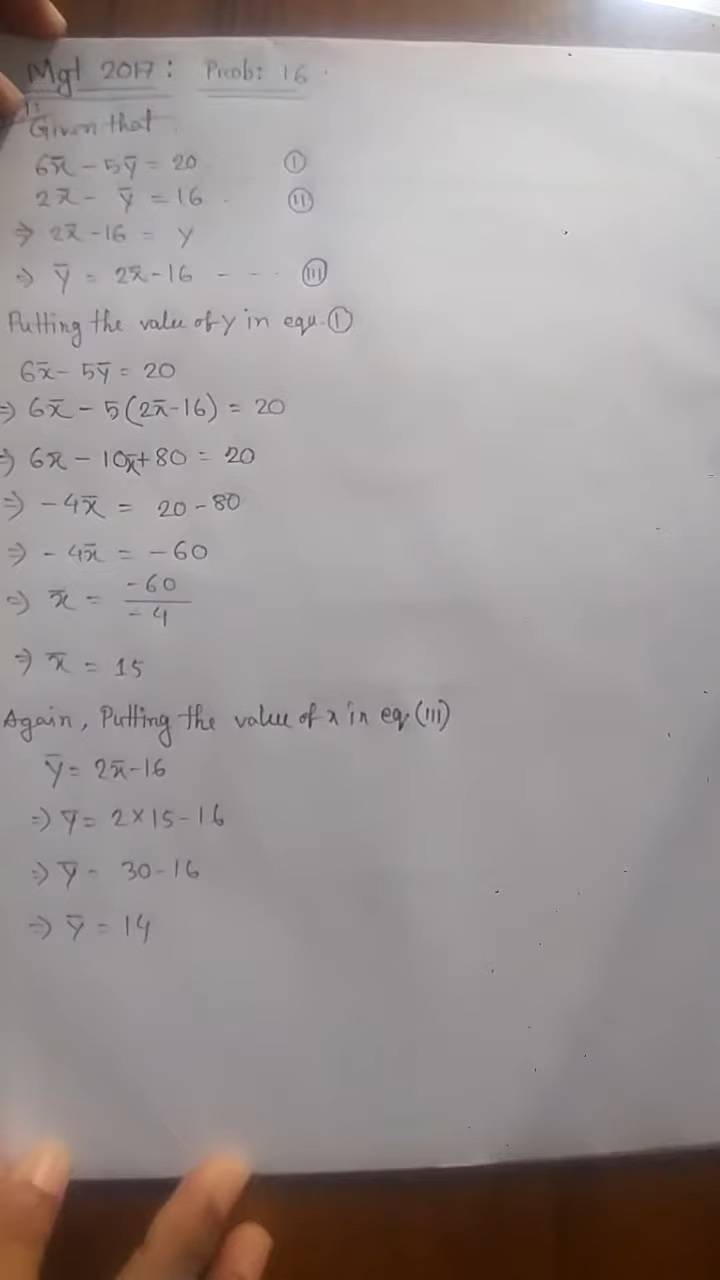 Mgt 2017: Prob: 16.
Given that
6x̄ - 5ȳ = 20 (I)
2x̄ - ȳ = 16 (II)
⇒ 2x̄ - 16 = y
⇒ ȳ = 2x̄ - 16 - - - (III)
Putting the value of y in equ. (I)
6x̄ - 5ȳ = 20
⇒ 6x̄ - 5(2x̄ - 16) = 20
⇒ 6x - 10x̄ + 80 = 20
⇒ - 4x̄ = 20 - 80
⇒ - 4x̄ = - 60
⇒ x̄ = -60 / -4
⇒ x̄ = 15
Again, Putting the value of x in eq (III)
ȳ = 2x̄ - 16
⇒ ȳ = 2 × 15 - 16
⇒ ȳ = 30 - 16
⇒ ȳ = 14